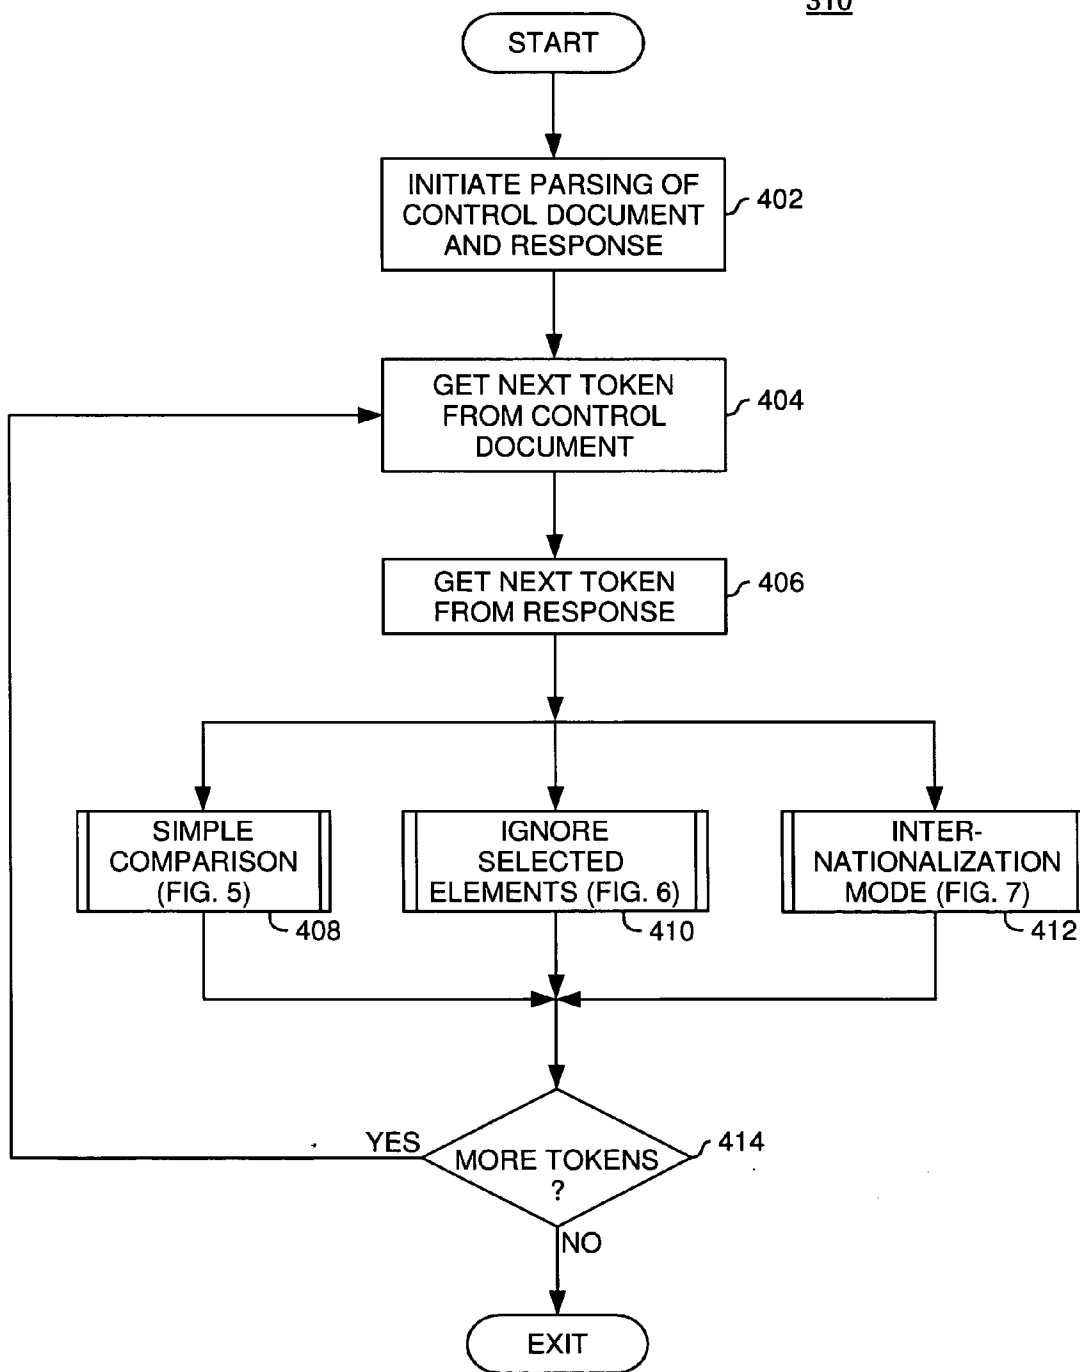 310
START
INITIATE PARSING OF
CONTROL DOCUMENT
AND RESPONSE
402
GET NEXT TOKEN
FROM CONTROL
DOCUMENT
404
GET NEXT TOKEN
FROM RESPONSE
406
SIMPLE
COMPARISON
(FIG. 5)
408
IGNORE
SELECTED
ELEMENTS (FIG. 6)
410
INTER-
NATIONALIZATION
MODE (FIG. 7)
412
YES
MORE TOKENS
?
414
NO
EXIT